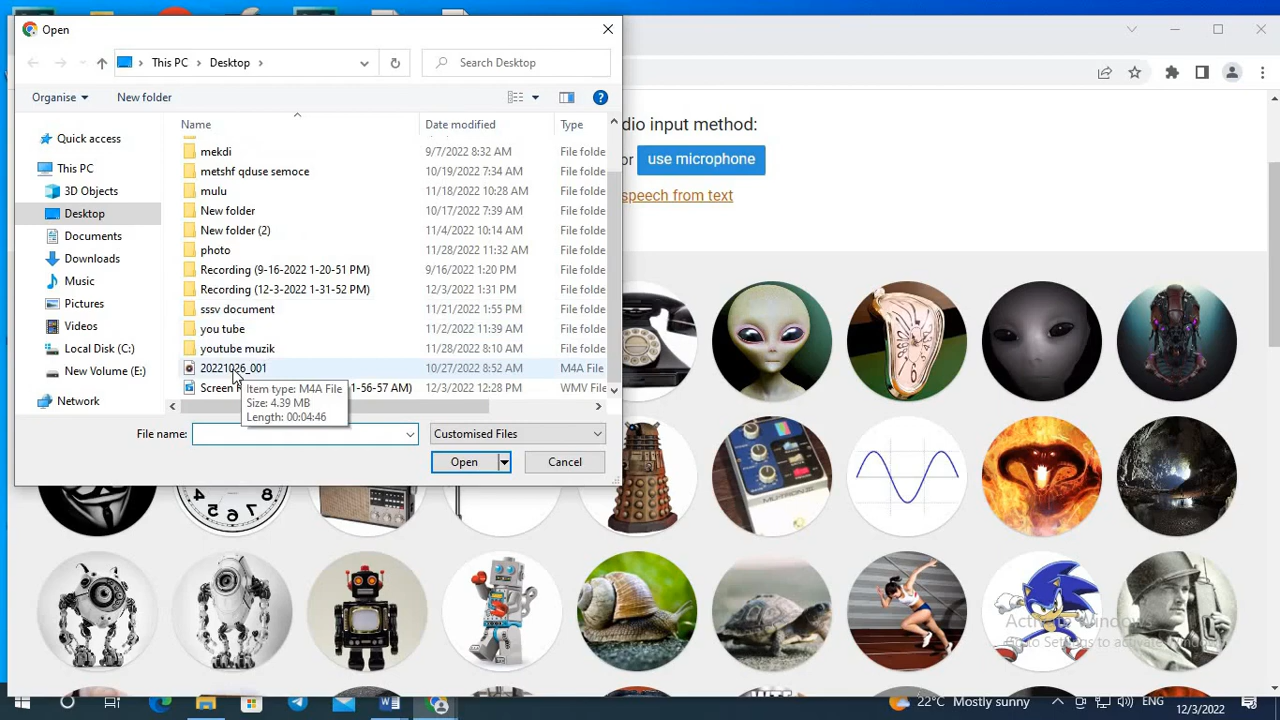 Open
This PC > Desktop >
Search Desktop
Organise
New folder
Name
Date modified
Type
Quick access
This PC
3D Objects
Desktop
Documents
Downloads
Music
Pictures
Videos
Local Disk (C:)
New Volume (E:)
Network
mekdi 9/7/2022 8:32 AM File folde
metshf qduse semoce 10/19/2022 7:34 AM File folde
mulu 11/18/2022 10:28 AM File folde
New folder 10/17/2022 7:39 AM File folde
New folder (2) 11/4/2022 10:14 AM File folde
photo 11/28/2022 11:32 AM File folde
Recording (9-16-2022 1-20-51 PM) 9/16/2022 1:20 PM File folde
Recording (12-3-2022 1-31-52 PM) 12/3/2022 1:31 PM File folde
sssv document 11/21/2022 1:55 PM File folde
you tube 11/2/2022 11:39 AM File folde
youtube muzik 11/28/2022 8:10 AM File folde
20221026_001 10/27/2022 8:52 AM M4A File
Screen 1-56-57 AM) 12/3/2022 12:28 PM WMV File
Item type: M4A File
Size: 4.39 MB
Length: 00:04:46
File name:
Customised Files
Open
Cancel
dio input method:
or use microphone
speech from text
Go to Settings to activate Windows
22°C Mostly sunny
ENG
12/3/2022